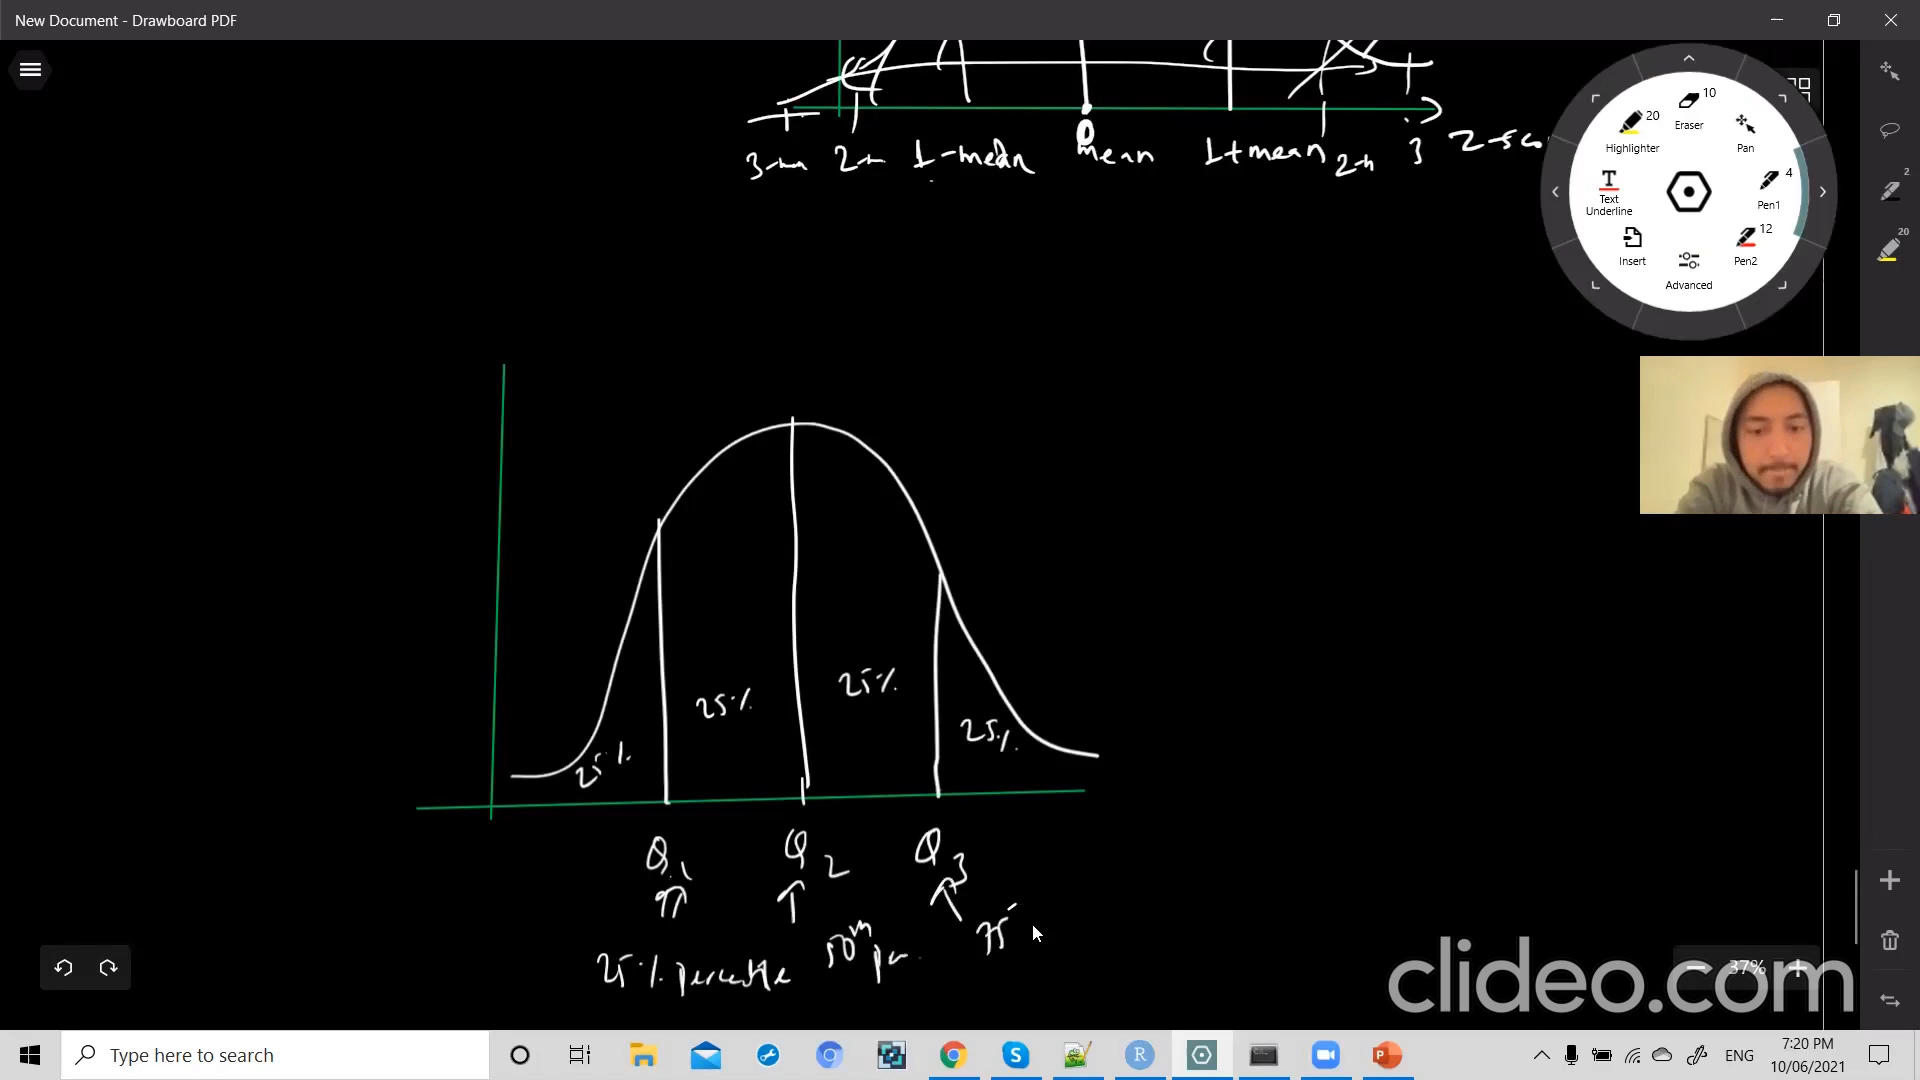 New Document - Drawboard PDF
10
Eraser
20
Highlighter
Pan
T
Text
Underline
4
Pen1
12
Pen2
Insert
Advanced
2
20
2-
1-mean
mean
1+mean
3
25%
25%
25%
25%
Q1
Q2
Q3
25% percentile
50th per
75
37%
clideo.com
Type here to search
ENG
7:20 PM
10/06/2021